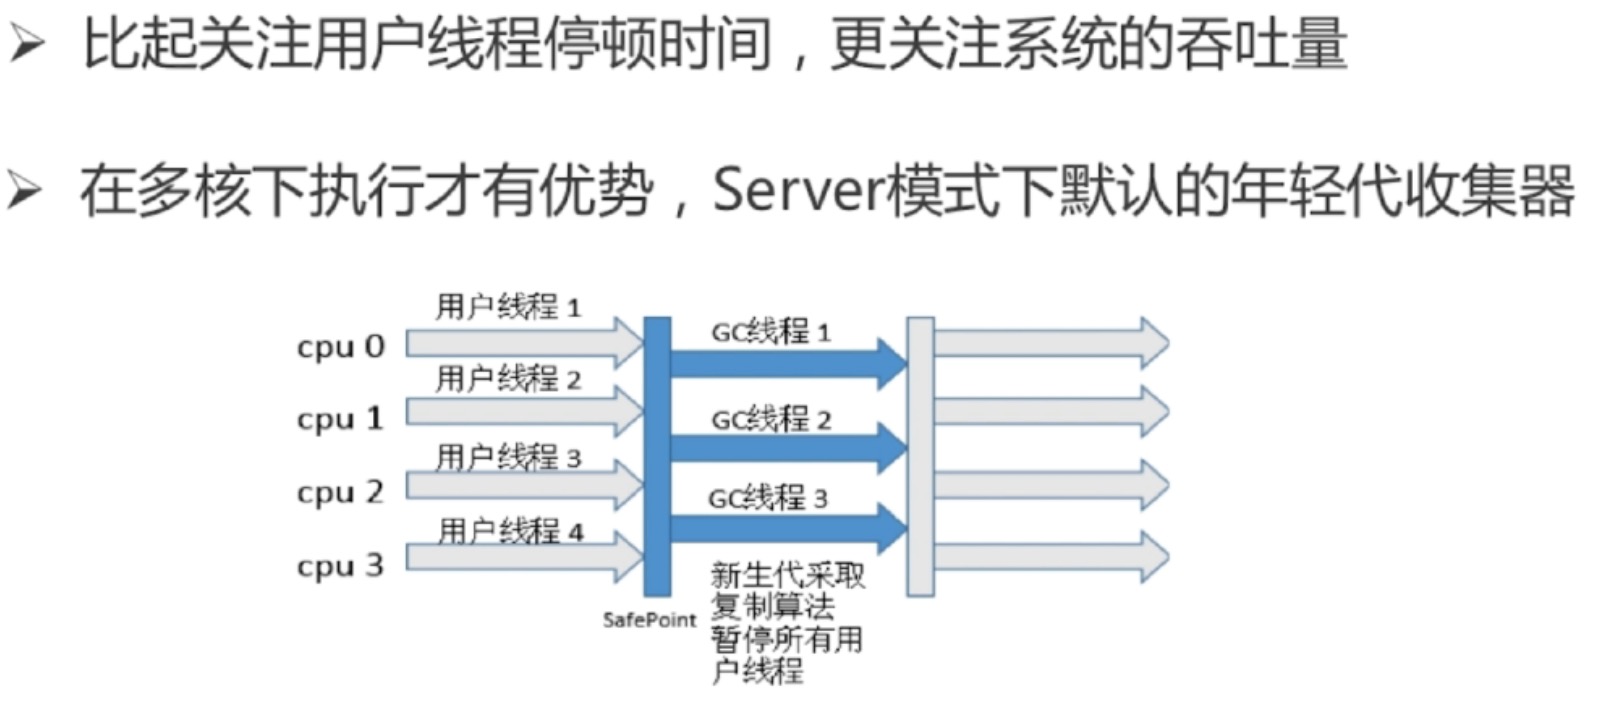 比起关注用户线程停顿时间，更关注系统的吞吐量
在多核下执行才有优势，Server模式下默认的年轻代收集器
用户线程 1
cpu 0
GC线程 1
用户线程 2
cpu 1
GC线程 2
用户线程 3
cpu 2
GC线程 3
用户线程 4
cpu 3
SafePoint
新生代采取
复制算法
暂停所有用
户线程